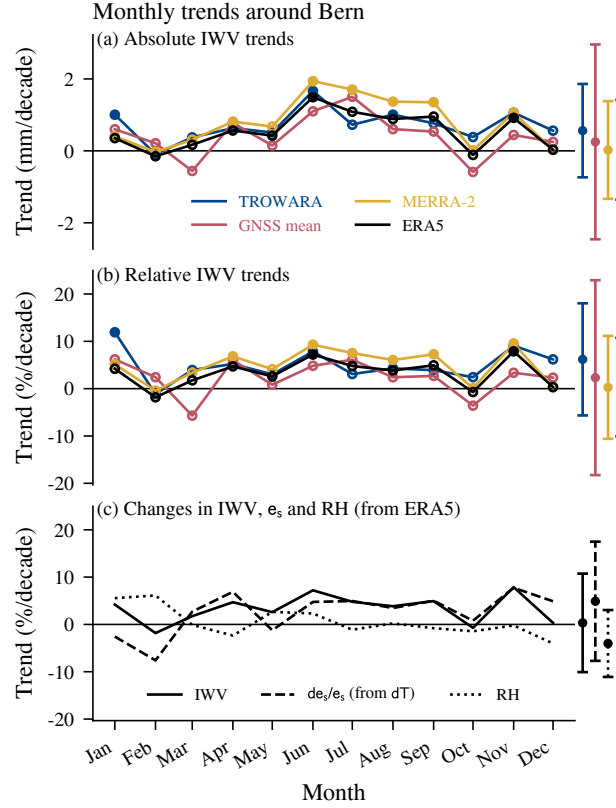 Monthly trends around Bern
(a) Absolute IWV trends
2
0
-2
Trend (mm/decade)
TROWARA
MERRA-2
GNSS mean
ERA5
(b) Relative IWV trends
20
10
0
-10
-20
Trend (%/decade)
(c) Changes in IWV, eₛ and RH (from ERA5)
20
10
0
-10
-20
Trend (%/decade)
IWV
deₛ/eₛ (from dT)
RH
Jan
Feb
Mar
Apr
May
Jun
Jul
Aug
Sep
Oct
Nov
Dec
Month